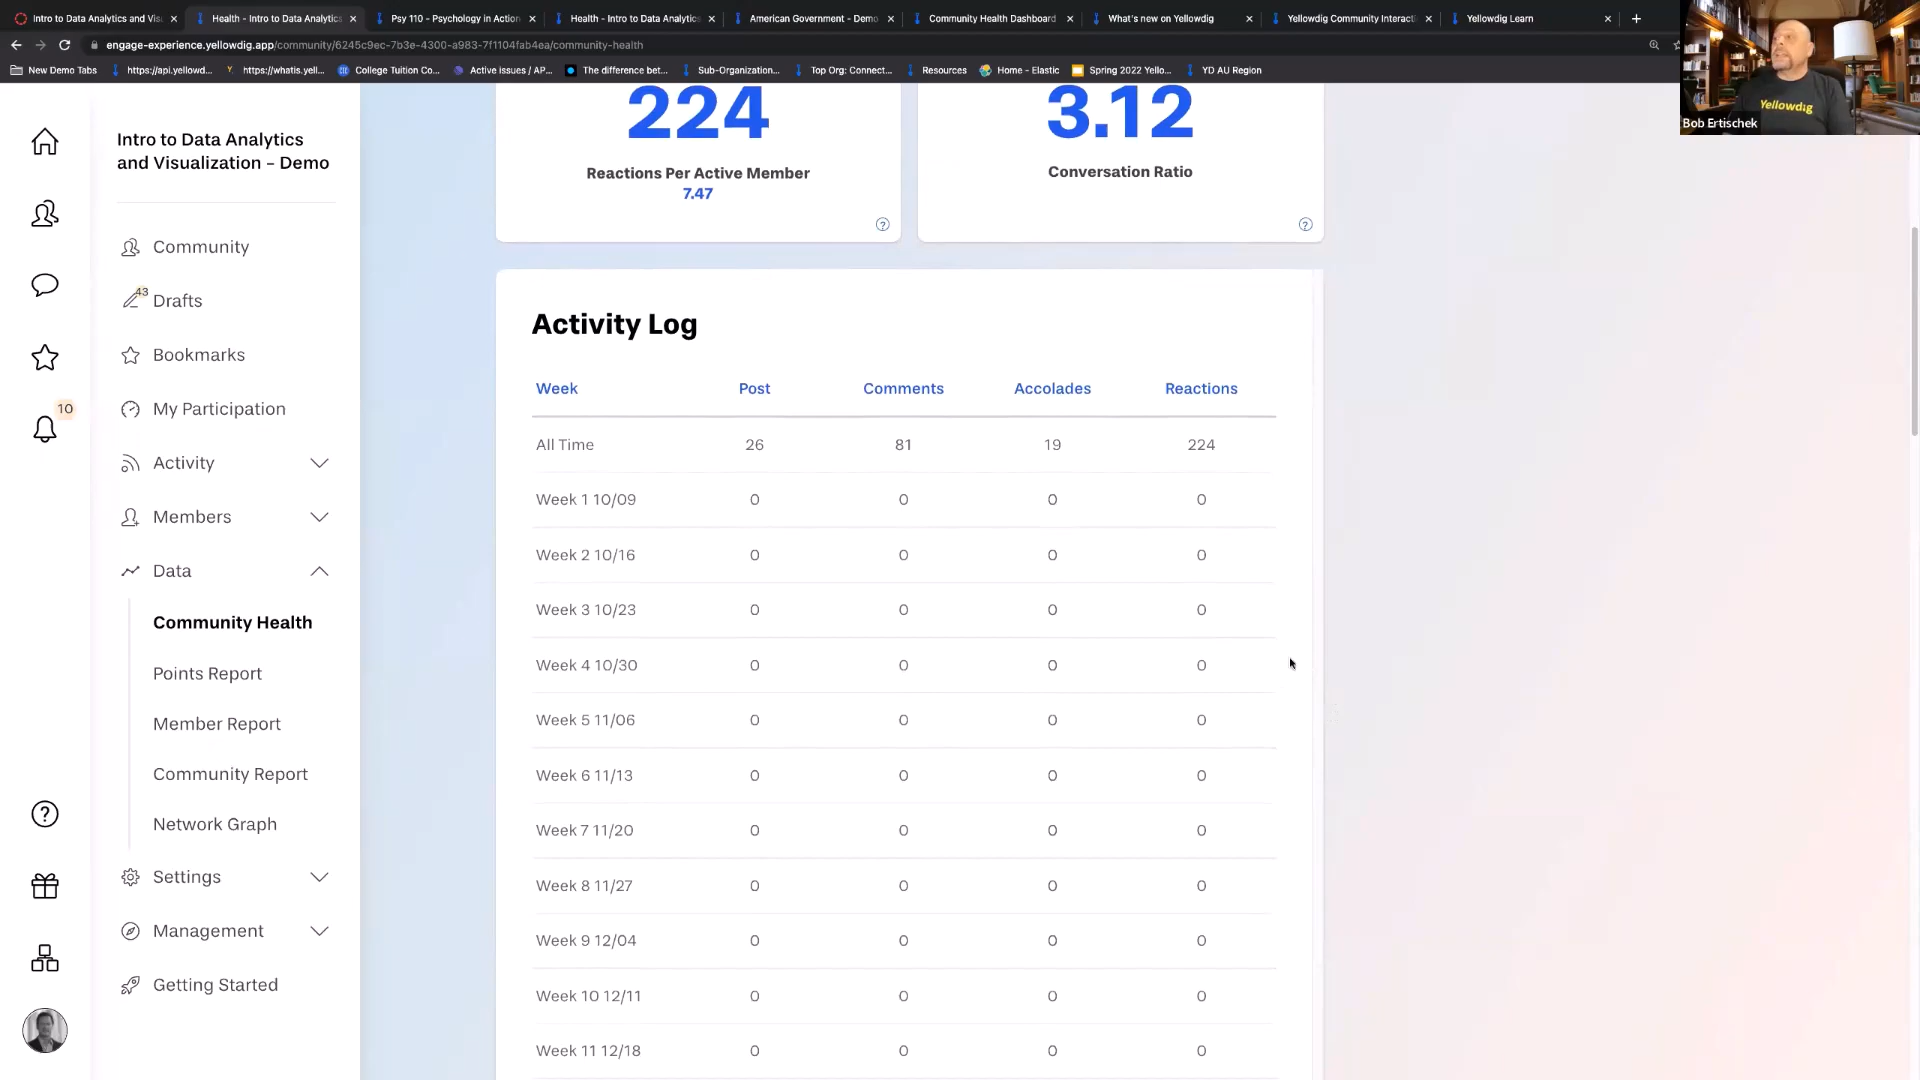 Intro to Data Analytics and Vis
Health - Intro to Data Analytics
Psy 110 - Psychology in Action
Health - Intro to Data Analytics
American Government - Demo
Community Health Dashboard
What's new on Yellowdig
Yellowdig Community Interacti
Yellowdig Learn
engage-experience.yellowdig.app/community/6245c9ec-7b3e-4300-a983-7f1104fab4ea/community-health
New Demo Tabs
https://api.yellowd...
https://whatis.yell...
College Tuition Co...
Active issues / AP...
The difference bet...
Sub-Organization...
Top Org: Connect...
Resources
Home - Elastic
Spring 2022 Yello...
YD AU Region
Yellowdig
Bob Ertischek
10
Intro to Data Analytics
and Visualization - Demo
Community
43
Drafts
Bookmarks
My Participation
Activity
Members
Data
Community Health
Points Report
Member Report
Community Report
Network Graph
Settings
Management
Getting Started
224
Reactions Per Active Member
7.47
?
3.12
Conversation Ratio
?
Activity Log
Week Post Comments Accolades Reactions
All Time 26 81 19 224
Week 1 10/09 0 0 0 0
Week 2 10/16 0 0 0 0
Week 3 10/23 0 0 0 0
Week 4 10/30 0 0 0 0
Week 5 11/06 0 0 0 0
Week 6 11/13 0 0 0 0
Week 7 11/20 0 0 0 0
Week 8 11/27 0 0 0 0
Week 9 12/04 0 0 0 0
Week 10 12/11 0 0 0 0
Week 11 12/18 0 0 0 0